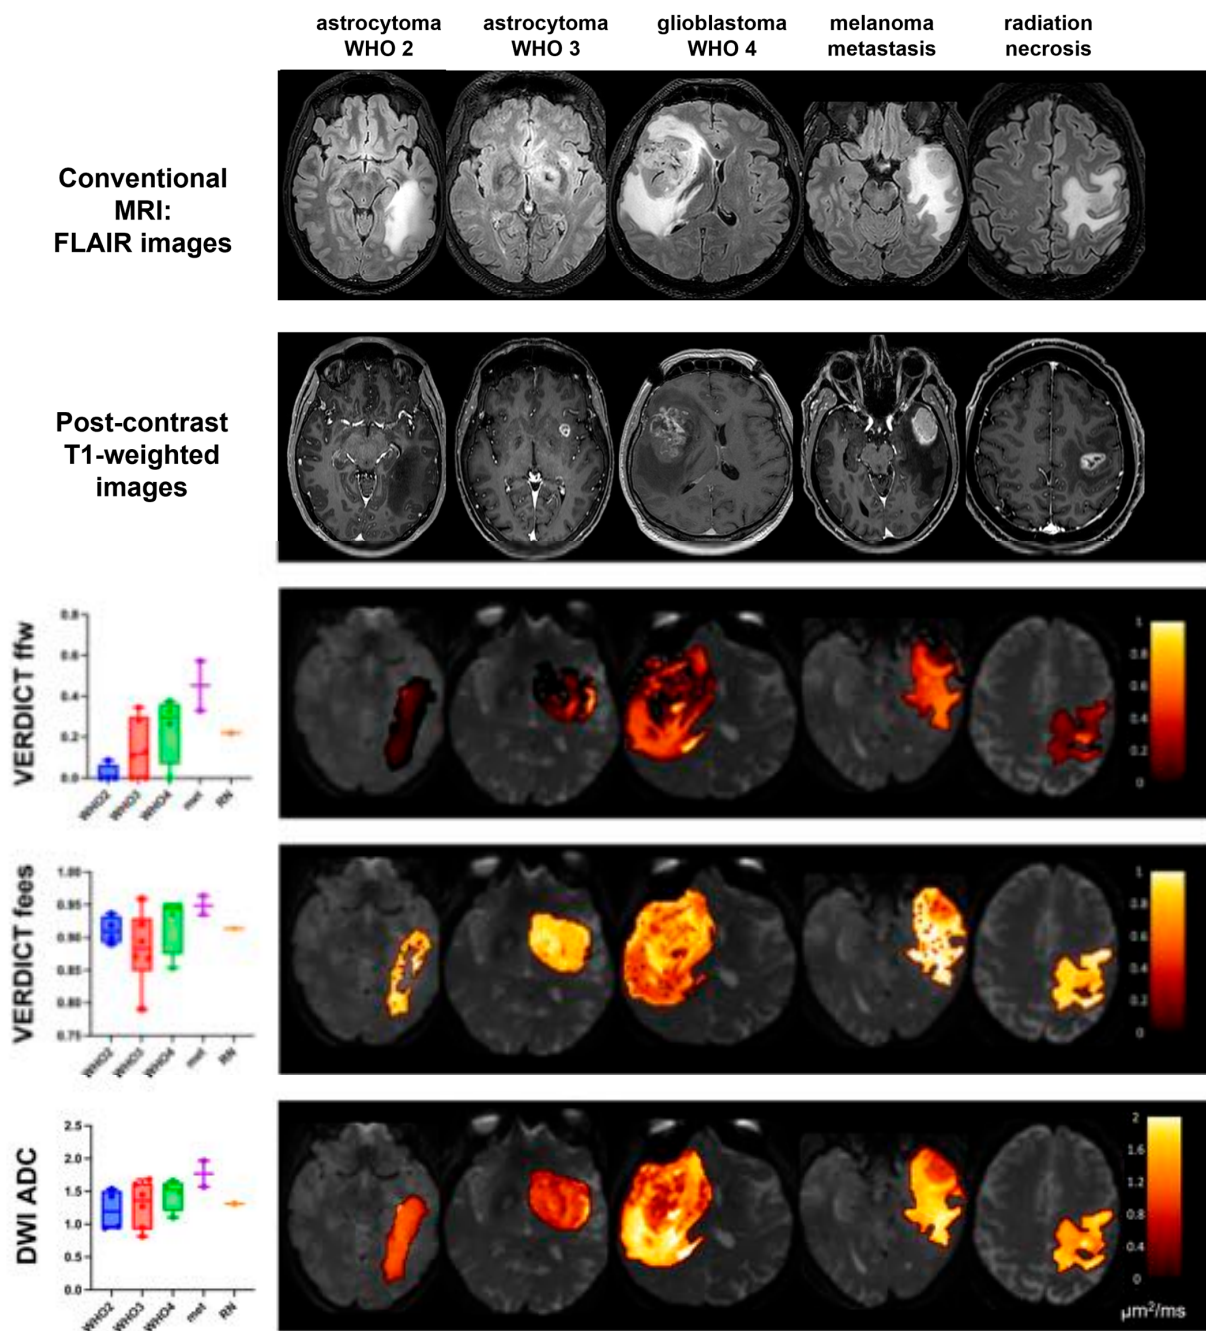 astrocytoma
WHO 2
astrocytoma
WHO 3
glioblastoma
WHO 4
melanoma
metastasis
radiation
necrosis
Conventional
MRI:
FLAIR images
Post-contrast
T1-weighted
images
VERDICT ffw
0.8
0.6
0.4
0.2
0.0
WHO2
WHO3
WHO4
met
RN
1
0.8
0.6
0.4
0.2
0
VERDICT fees
1.00
0.95
0.90
0.85
0.80
0.75
WHO2
WHO3
WHO4
met
RN
1
0.8
0.6
0.4
0.2
0
DWI ADC
2.5
2.0
1.5
1.0
0.5
0.0
WHO2
WHO3
WHO4
met
RN
2
1.6
1.2
0.8
0.4
0
µm²/ms